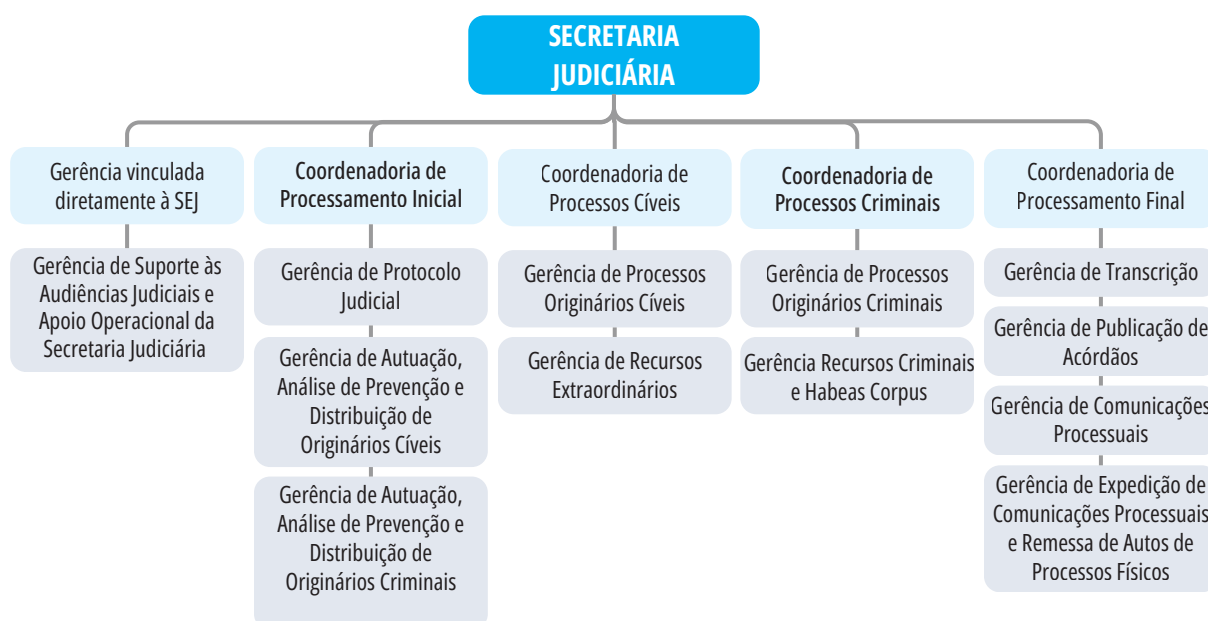 SECRETARIA
JUDICIÁRIA
Gerência vinculada
diretamente à SEJ
Gerência de Suporte às
Audiências Judiciais e
Apoio Operacional da
Secretaria Judiciária
Coordenadoria de
Processamento Inicial
Gerência de Protocolo
Judicial
Gerência de Autuação,
Análise de Prevenção e
Distribuição de
Originários Cíveis
Gerência de Autuação,
Análise de Prevenção e
Distribuição de
Originários Criminais
Coordenadoria de
Processos Cíveis
Gerência de Processos
Originários Cíveis
Gerência de Recursos
Extraordinários
Coordenadoria de
Processos Criminais
Gerência de Processos
Originários Criminais
Gerência Recursos Criminais
e Habeas Corpus
Coordenadoria de
Processamento Final
Gerência de Transcrição
Gerência de Publicação de
Acórdãos
Gerência de Comunicações
Processuais
Gerência de Expedição de
Comunicações Processuais
e Remessa de Autos de
Processos Físicos